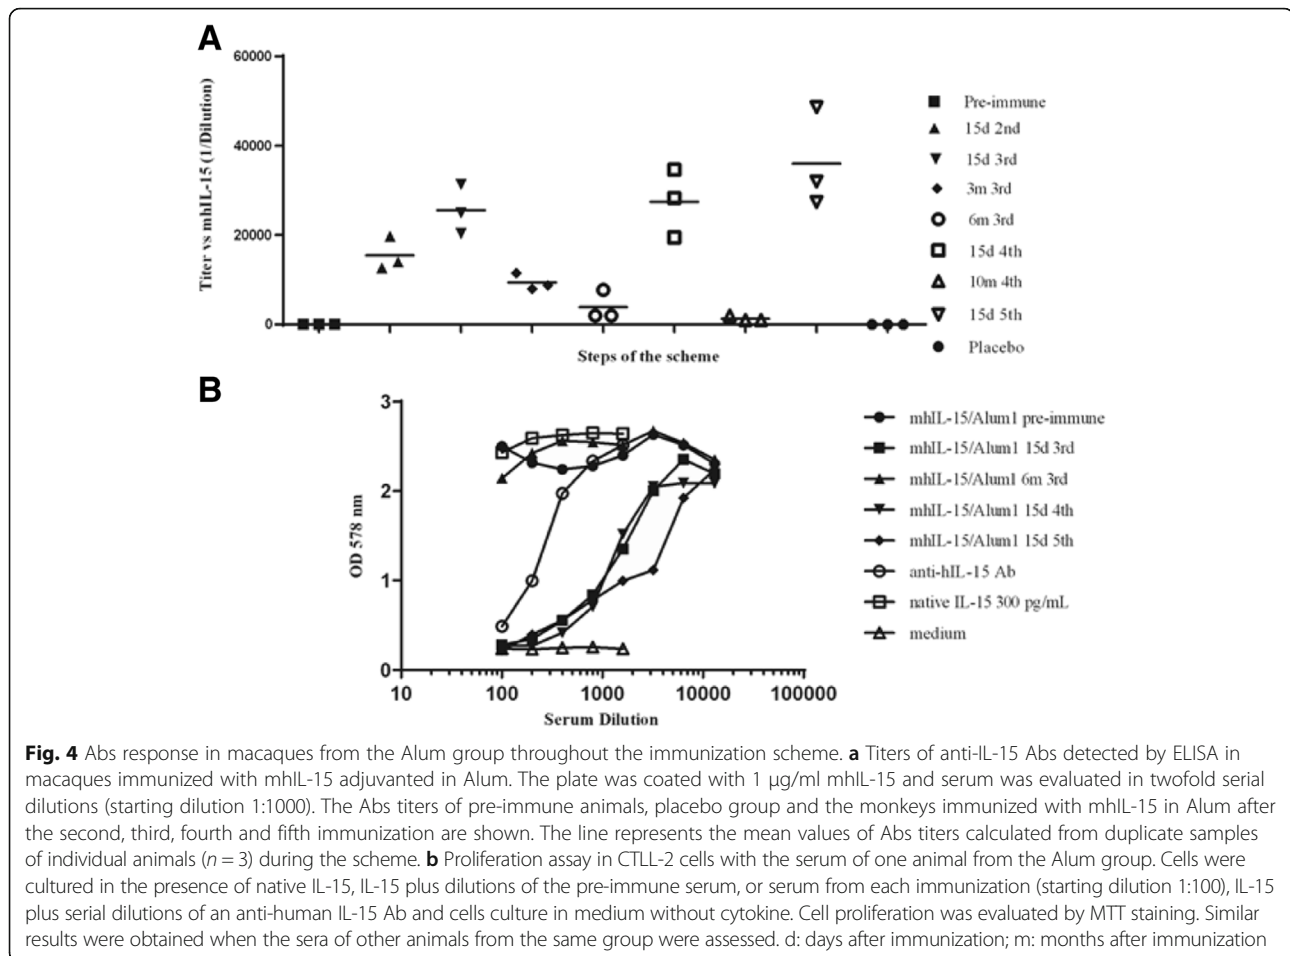 A
60000
40000
20000
0
Titer vs mhIL-15 (1/Dilution)
Steps of the scheme
Pre-immune
15d 2nd
15d 3rd
3m 3rd
6m 3rd
15d 4th
10m 4th
15d 5th
Placebo
B
3
2
1
0
OD 578 nm
10 100 1000 10000 100000
Serum Dilution
mhIL-15/Alum1 pre-immune
mhIL-15/Alum1 15d 3rd
mhIL-15/Alum1 6m 3rd
mhIL-15/Alum1 15d 4th
mhIL-15/Alum1 15d 5th
anti-hIL-15 Ab
native IL-15 300 pg/mL
medium
Fig. 4 Abs response in macaques from the Alum group throughout the immunization scheme. a Titers of anti-IL-15 Abs detected by ELISA in
macaques immunized with mhIL-15 adjuvanted in Alum. The plate was coated with 1 μg/ml mhIL-15 and serum was evaluated in twofold serial
dilutions (starting dilution 1:1000). The Abs titers of pre-immune animals, placebo group and the monkeys immunized with mhIL-15 in Alum after
the second, third, fourth and fifth immunization are shown. The line represents the mean values of Abs titers calculated from duplicate samples
of individual animals (n = 3) during the scheme. b Proliferation assay in CTLL-2 cells with the serum of one animal from the Alum group. Cells were
cultured in the presence of native IL-15, IL-15 plus dilutions of the pre-immune serum, or serum from each immunization (starting dilution 1:100), IL-15
plus serial dilutions of an anti-human IL-15 Ab and cells culture in medium without cytokine. Cell proliferation was evaluated by MTT staining. Similar
results were obtained when the sera of other animals from the same group were assessed. d: days after immunization; m: months after immunization